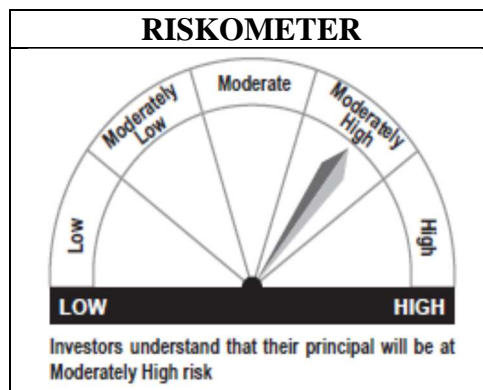 RISKOMETER
Moderate
Moderately
Low
Moderately
High
Low
High
LOW HIGH
Investors understand that their principal will be at
Moderately High risk